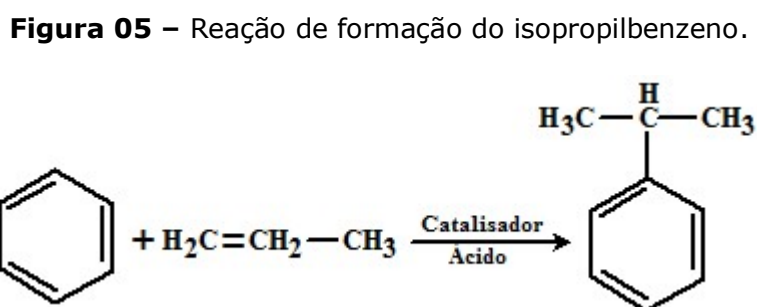 Figura 05 – Reação de formação do isopropilbenzeno.
H
H₃C—C—CH₃
+ H₂C=CH₂—CH₃
Catalisador
Ácido